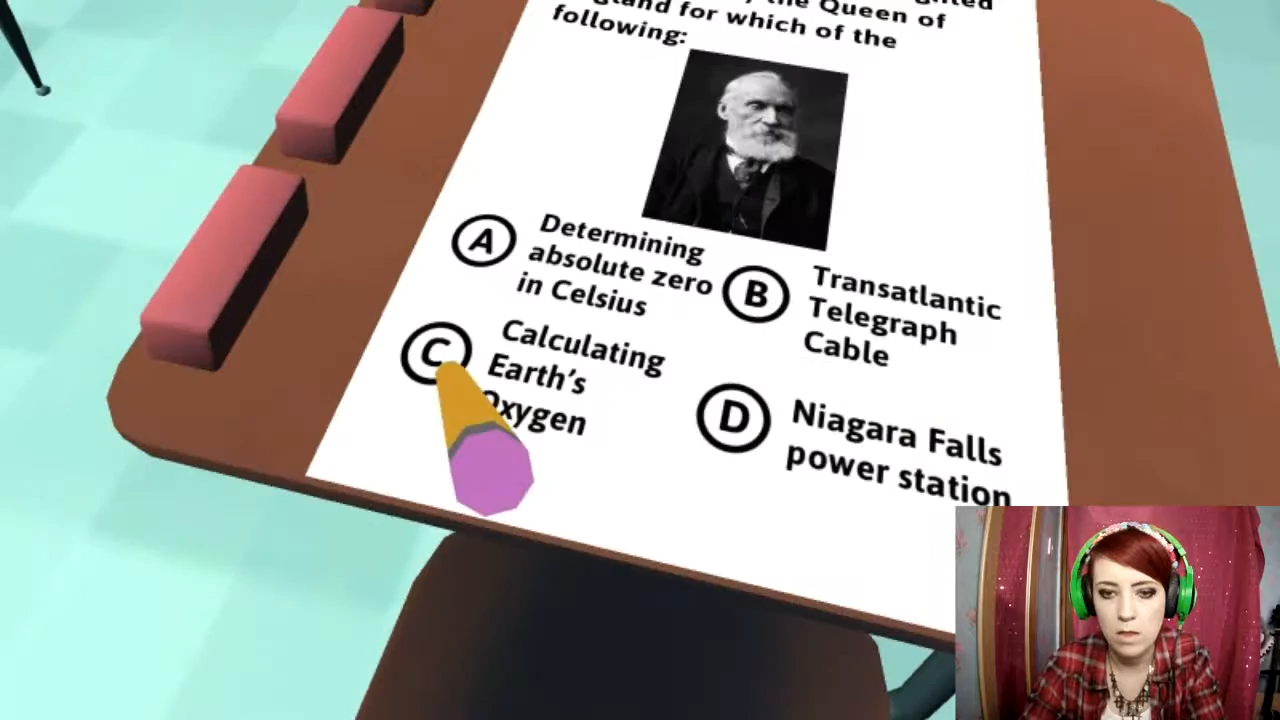 the Queen of
for which of the
following:
A Determining
absolute zero
in Celsius
B Transatlantic
Telegraph
Cable
C Calculating
Earth's
Oxygen
D Niagara Falls
power station